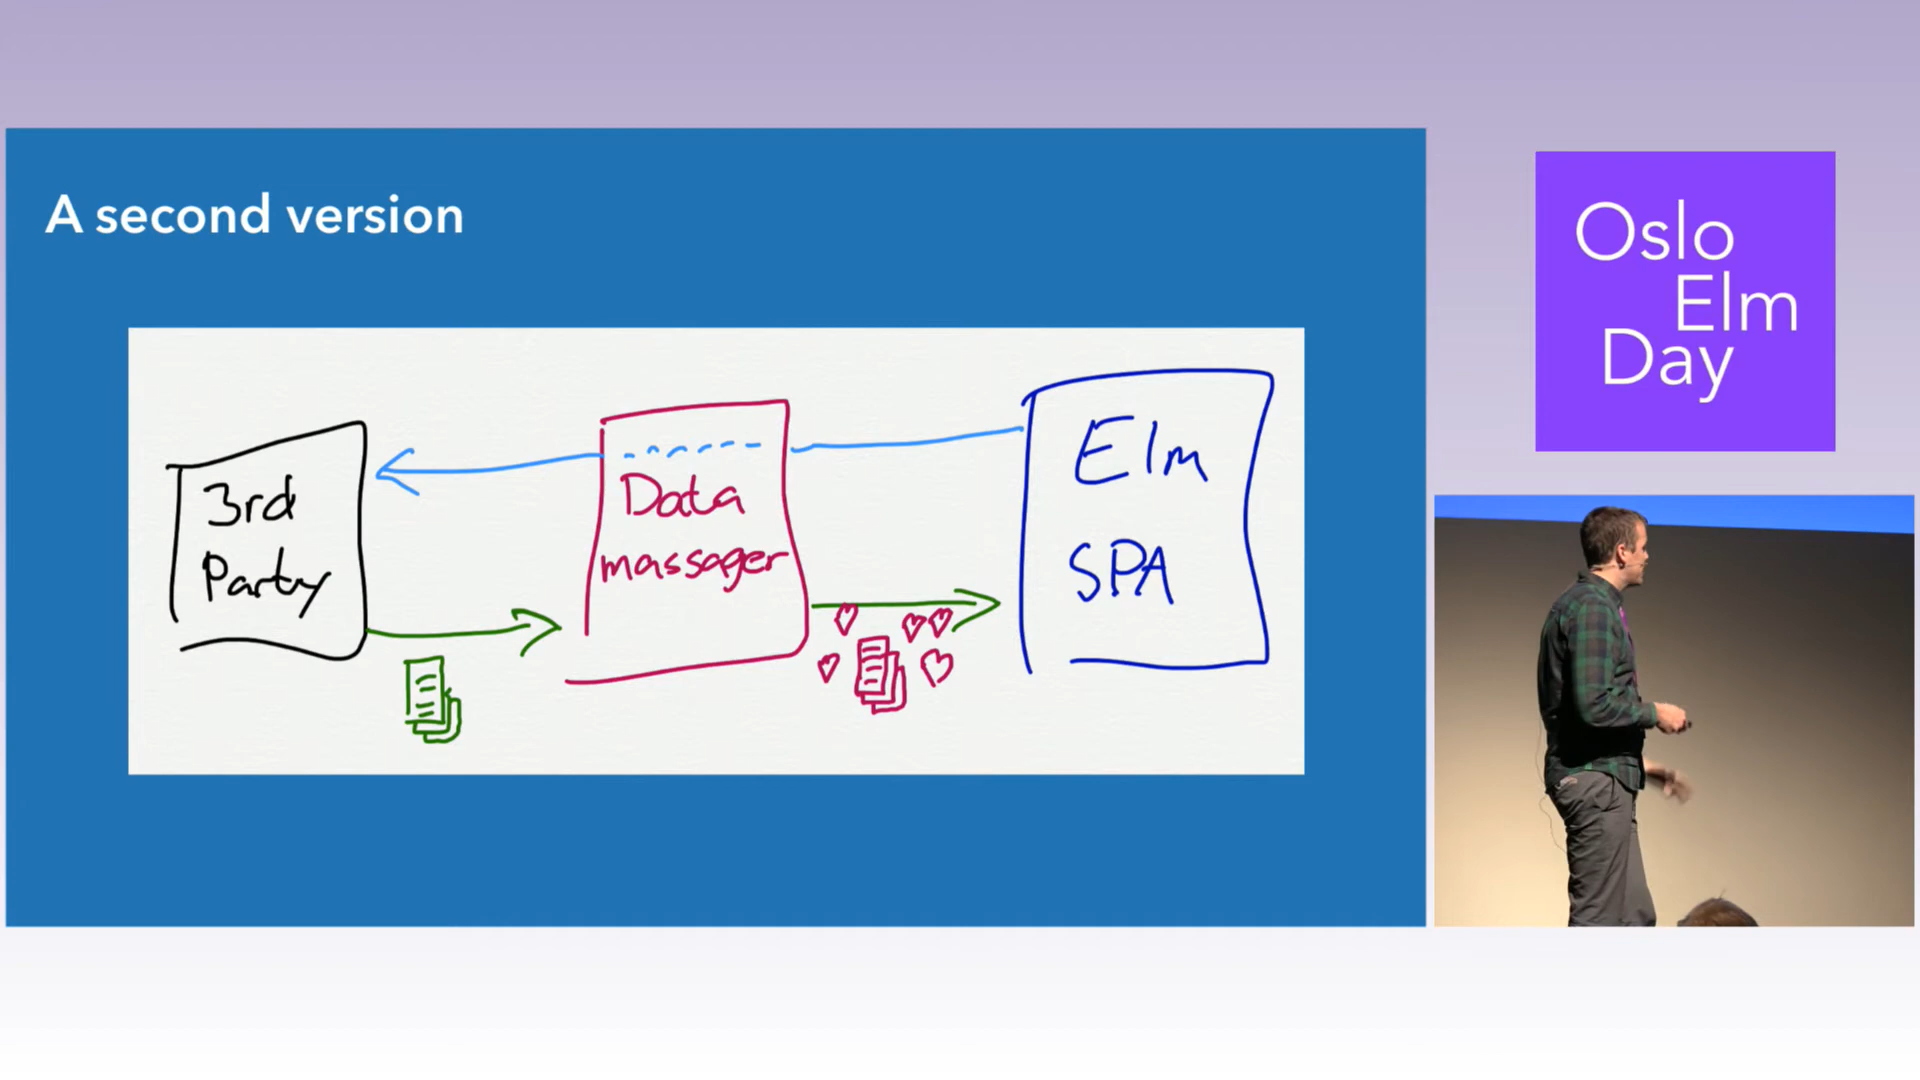 A second version
3rd
Party
Data
massager
Elm
SPA
Oslo
Elm
Day